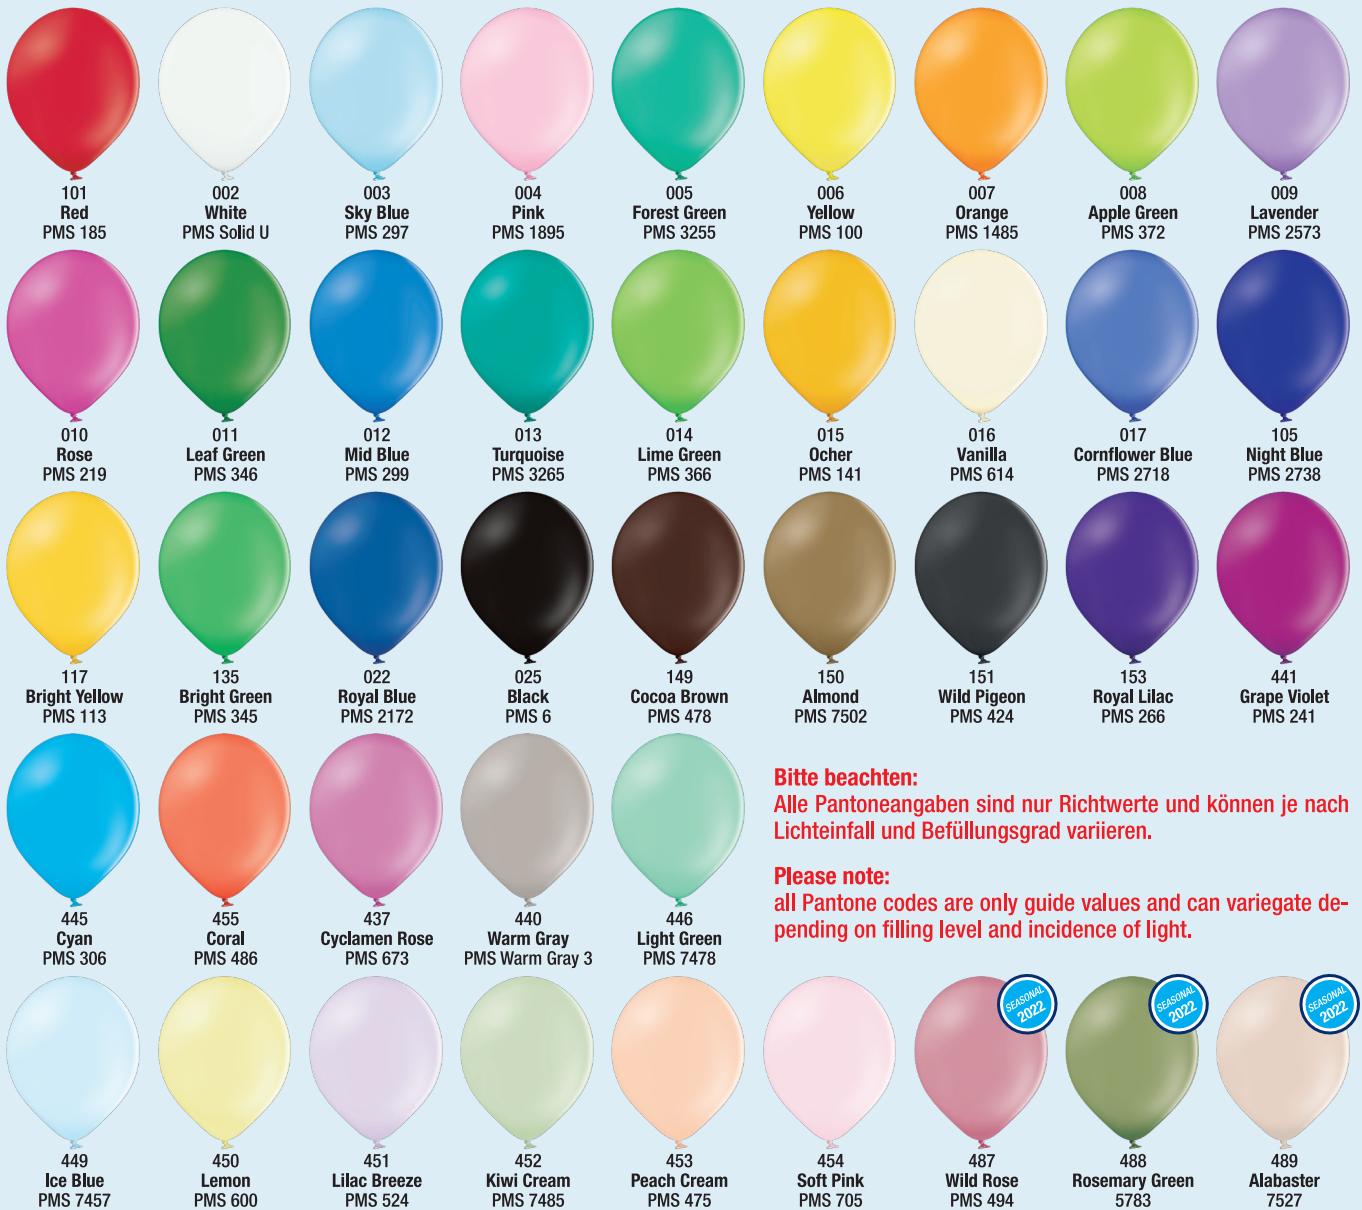 101
Red
PMS 185
002
White
PMS Solid U
003
Sky Blue
PMS 297
004
Pink
PMS 1895
005
Forest Green
PMS 3255
006
Yellow
PMS 100
007
Orange
PMS 1485
008
Apple Green
PMS 372
009
Lavender
PMS 2573
010
Rose
PMS 219
011
Leaf Green
PMS 346
012
Mid Blue
PMS 299
013
Turquoise
PMS 3265
014
Lime Green
PMS 366
015
Ocher
PMS 141
016
Vanilla
PMS 614
017
Cornflower Blue
PMS 2718
105
Night Blue
PMS 2738
117
Bright Yellow
PMS 113
135
Bright Green
PMS 345
022
Royal Blue
PMS 2172
025
Black
PMS 6
149
Cocoa Brown
PMS 478
150
Almond
PMS 7502
151
Wild Pigeon
PMS 424
153
Royal Lilac
PMS 266
441
Grape Violet
PMS 241
445
Cyan
PMS 306
455
Coral
PMS 486
437
Cyclamen Rose
PMS 673
440
Warm Gray
PMS Warm Gray 3
446
Light Green
PMS 7478
Bitte beachten:
Alle Pantoneangaben sind nur Richtwerte und können je nach
Lichteinfall und Befüllungsgrad variieren.
Please note:
all Pantone codes are only guide values and can variegate de-
pending on filling level and incidence of light.
449
Ice Blue
PMS 7457
450
Lemon
PMS 600
451
Lilac Breeze
PMS 524
452
Kiwi Cream
PMS 7485
453
Peach Cream
PMS 475
454
Soft Pink
PMS 705
SEASONAL
2022
487
Wild Rose
PMS 494
SEASONAL
2022
488
Rosemary Green
5783
SEASONAL
2022
489
Alabaster
7527